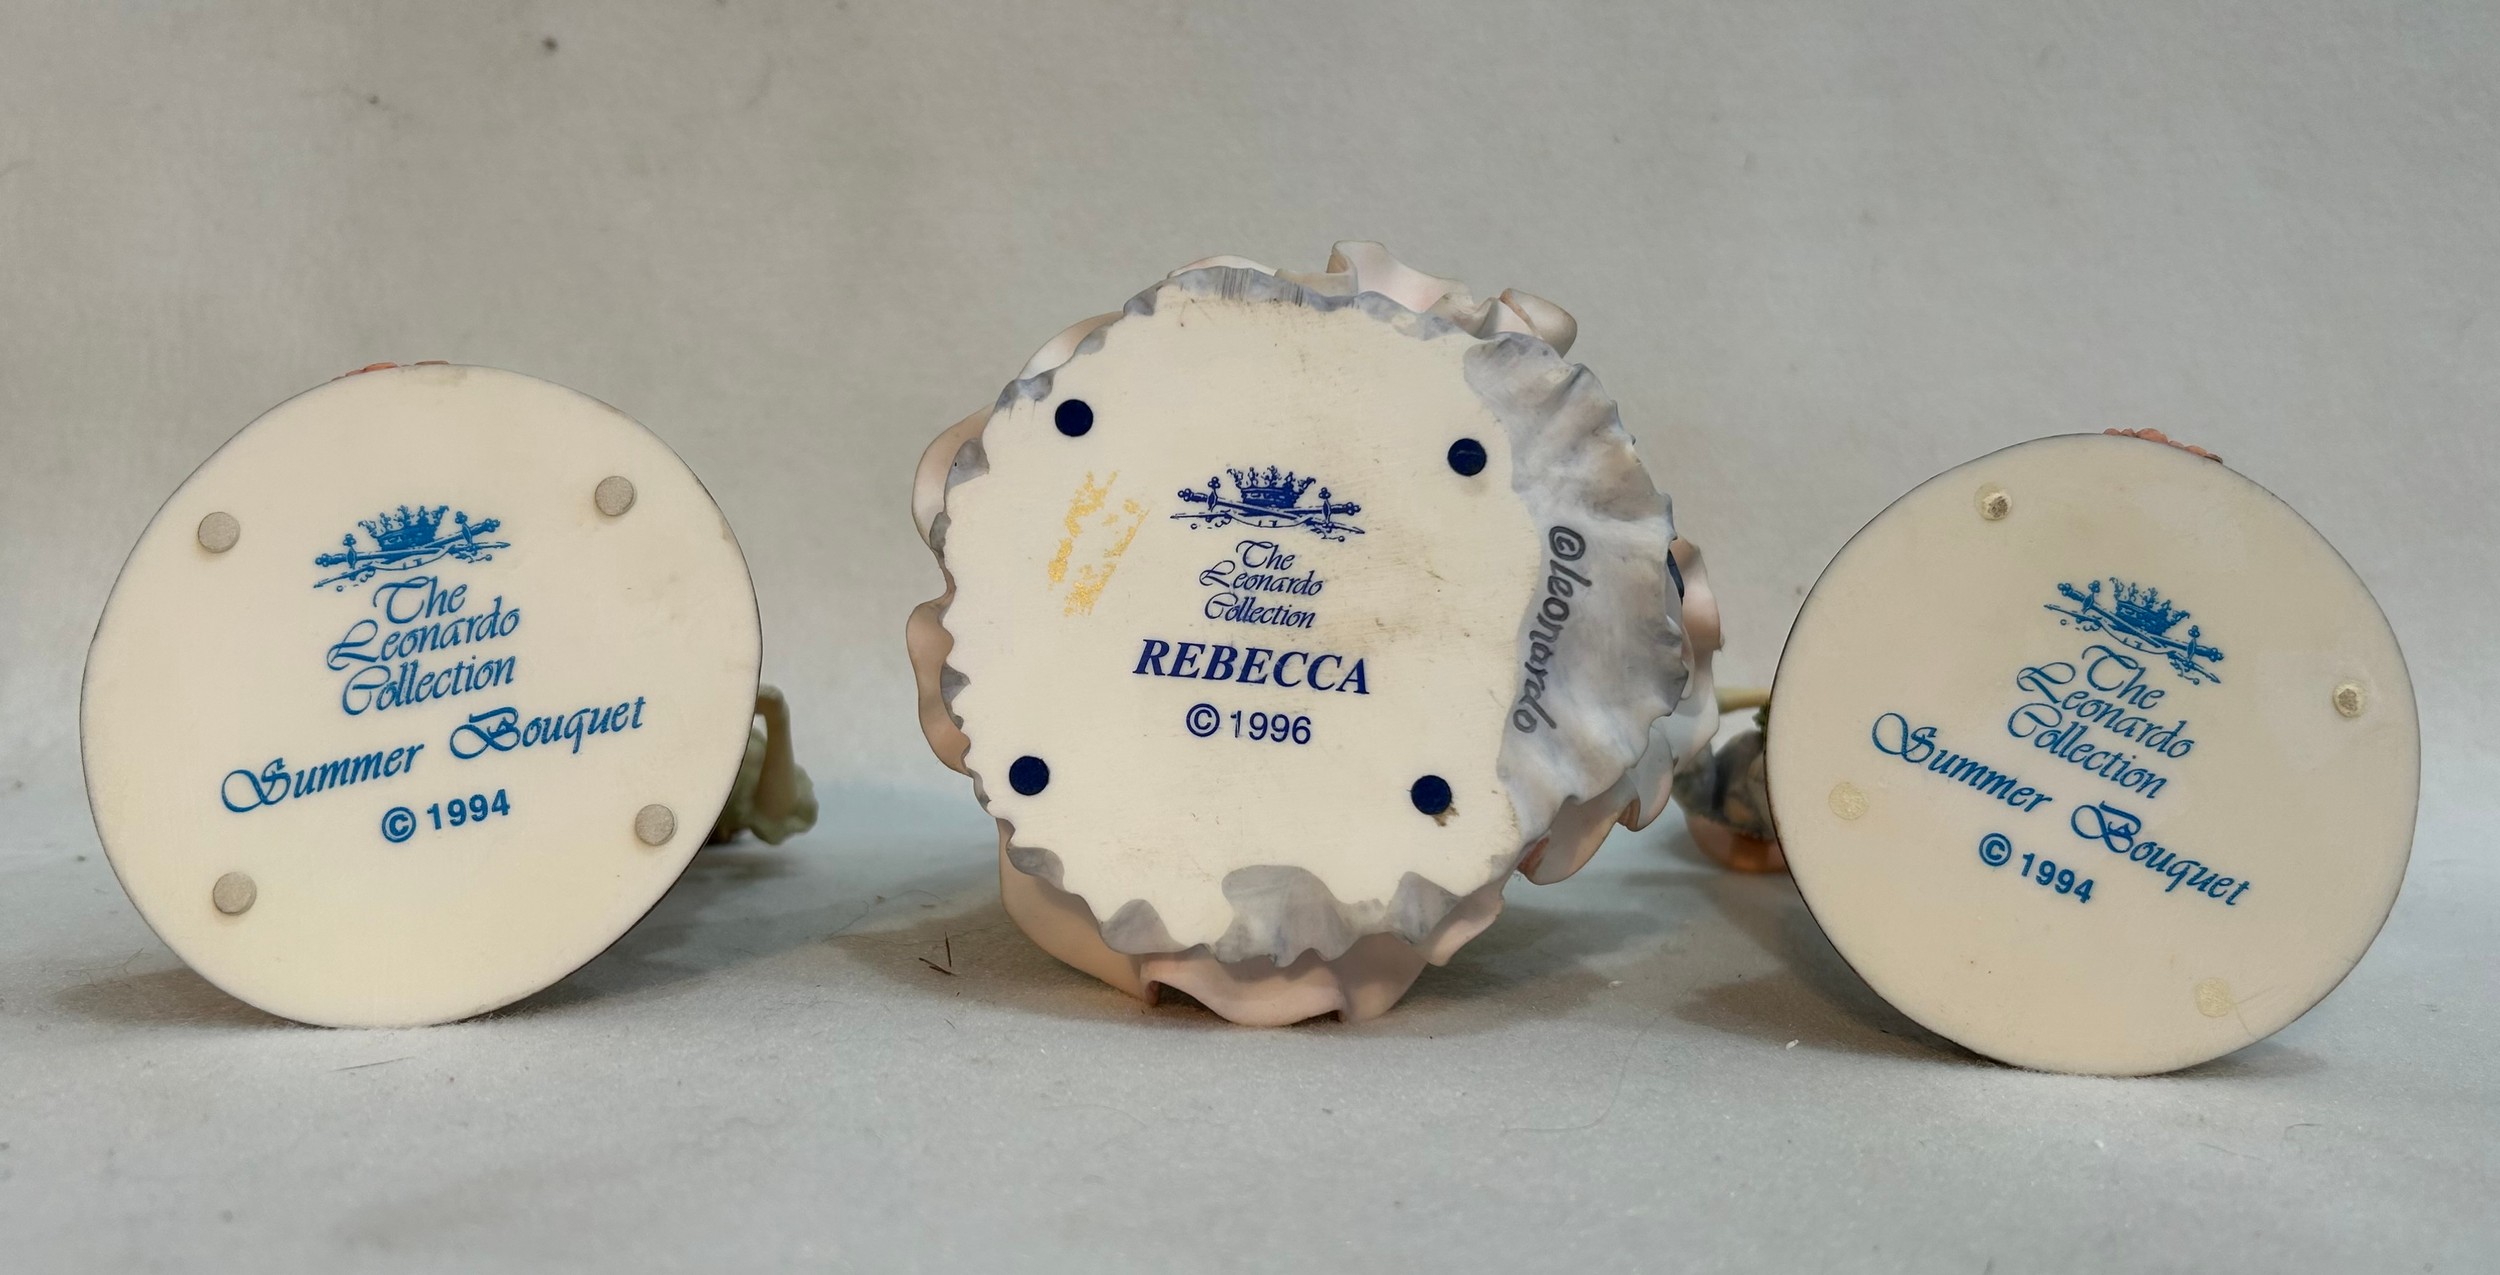 The
Leonardo
Collection
Summer Bouquet
© 1994
The
Leonardo
Collection
REBECCA
© 1996
©leonardo
The
Leonardo
Collection
Summer Bouquet
© 1994